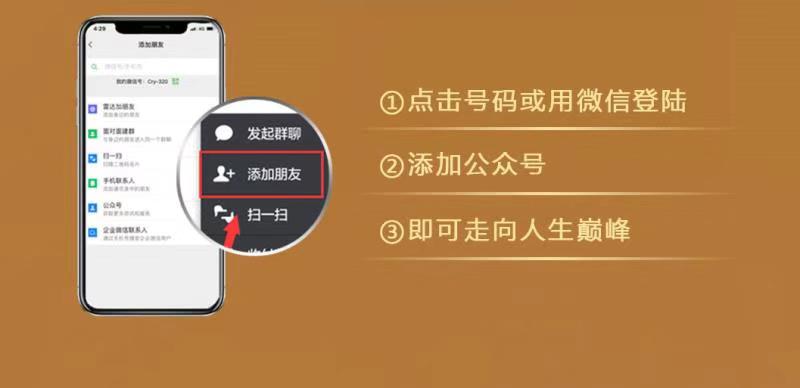 4:29
4G
添加朋友
微信号/手机号
我的微信号：Cry-320
雷达加朋友
添加身边的朋友
面对面建群
与身边的朋友进入同一个群聊
扫一扫
扫描二维码名片
手机联系人
添加通讯录中的朋友
公众号
获取更多资讯和服务
企业微信联系人
通过手机号搜索企业微信用户
发起群聊
添加朋友
扫一扫
①点击号码或用微信登陆
②添加公众号
③即可走向人生巅峰